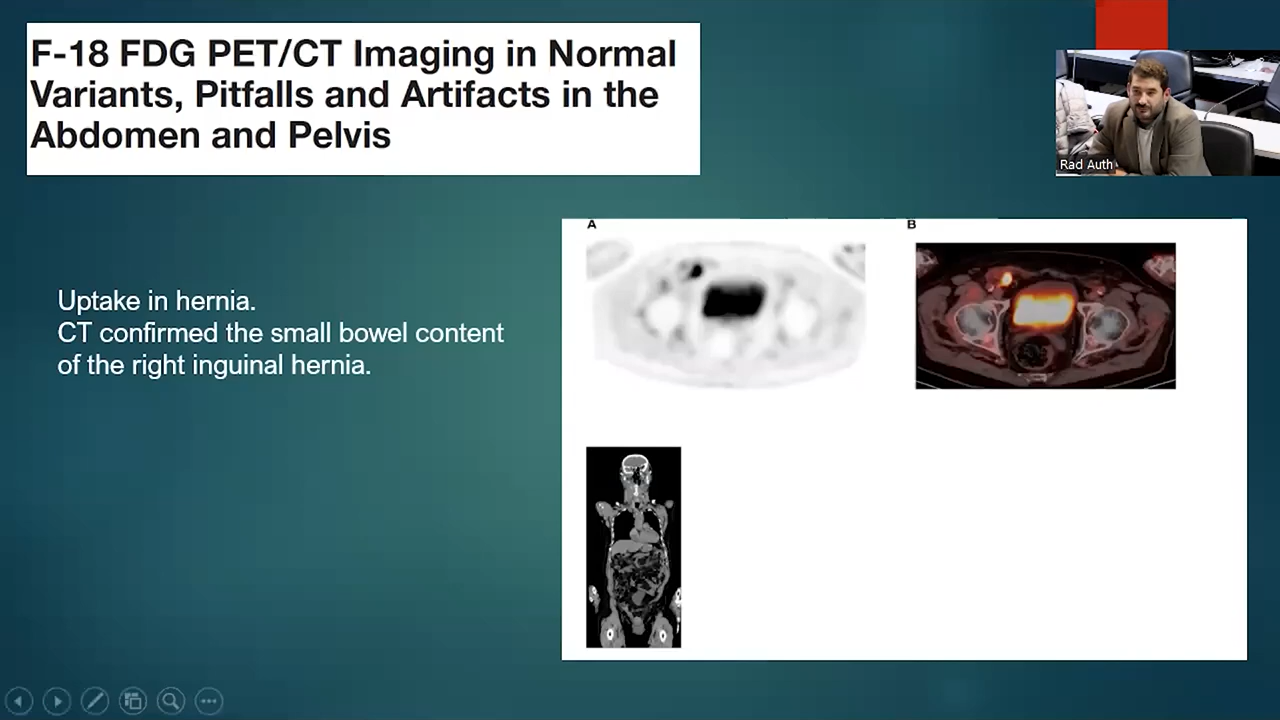 F-18 FDG PET/CT Imaging in Normal
Variants, Pitfalls and Artifacts in the
Abdomen and Pelvis
Rad Auth
A
B
Uptake in hernia.
CT confirmed the small bowel content
of the right inguinal hernia.